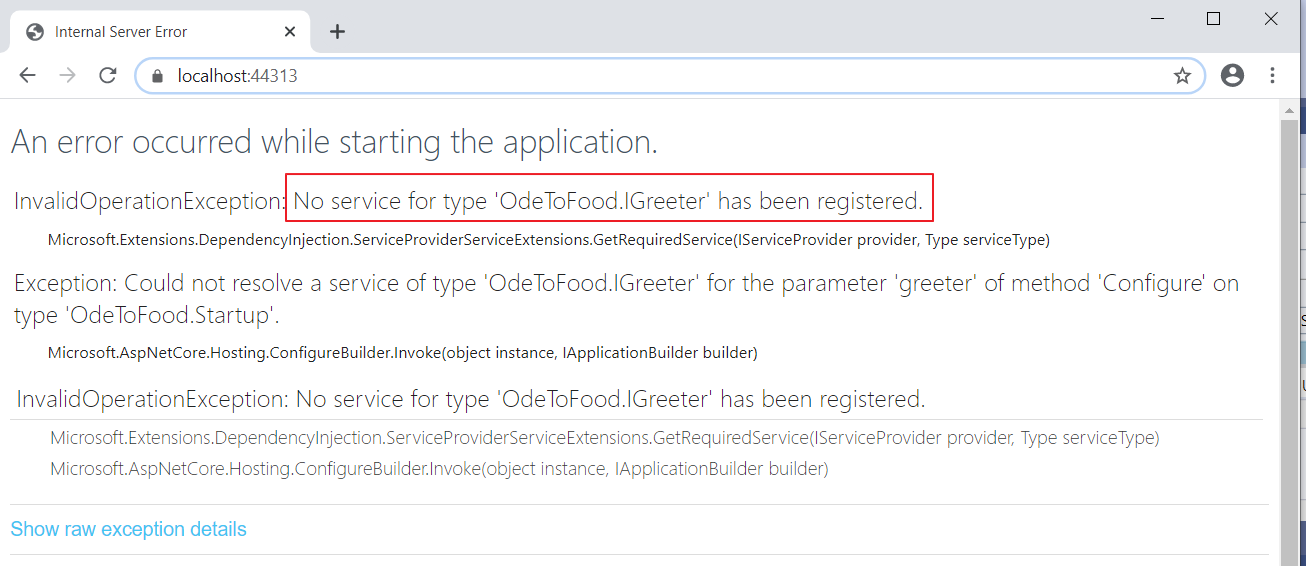 Internal Server Error
localhost:44313
An error occurred while starting the application.
InvalidOperationException: No service for type 'OdeToFood.IGreeter' has been registered.
Microsoft.Extensions.DependencyInjection.ServiceProviderServiceExtensions.GetRequiredService(IServiceProvider provider, Type serviceType)
Exception: Could not resolve a service of type 'OdeToFood.IGreeter' for the parameter 'greeter' of method 'Configure' on
type 'OdeToFood.Startup'.
Microsoft.AspNetCore.Hosting.ConfigureBuilder.Invoke(object instance, IApplicationBuilder builder)
InvalidOperationException: No service for type 'OdeToFood.IGreeter' has been registered.
Microsoft.Extensions.DependencyInjection.ServiceProviderServiceExtensions.GetRequiredService(IServiceProvider provider, Type serviceType)
Microsoft.AspNetCore.Hosting.ConfigureBuilder.Invoke(object instance, IApplicationBuilder builder)
Show raw exception details